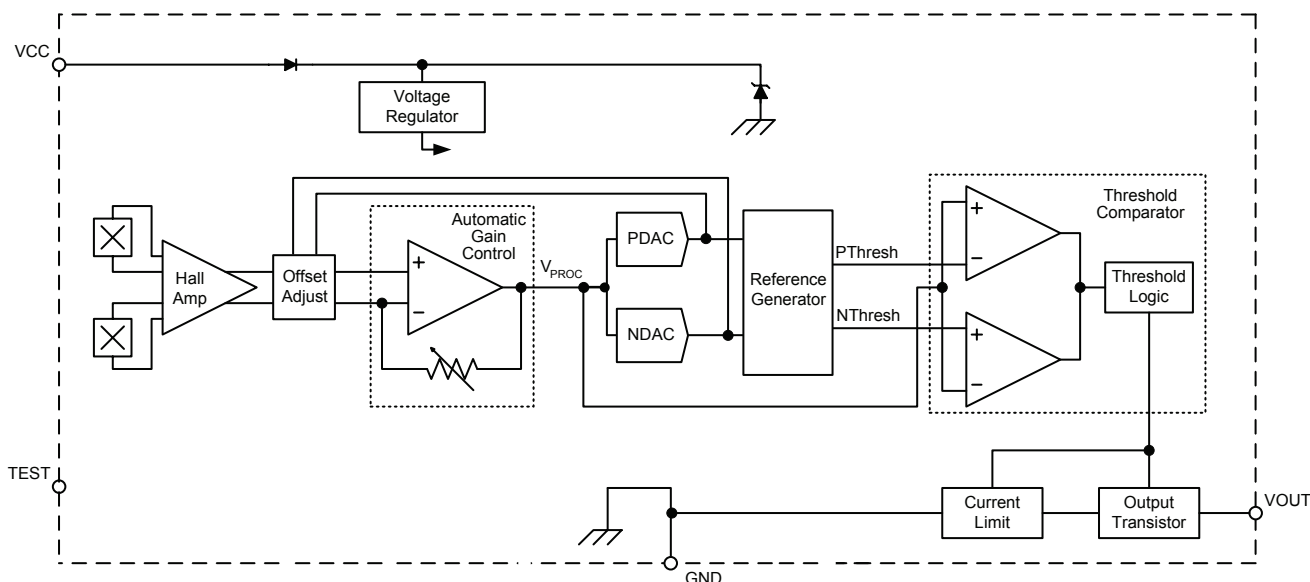 VCC
Voltage
Regulator
Hall
Amp
Offset
Adjust
Automatic
Gain
Control
+
−
VPROC
PDAC
NDAC
Reference
Generator
PThresh
NThresh
Threshold
Comparator
+
−
+
−
Threshold
Logic
TEST
GND
Current
Limit
Output
Transistor
VOUT